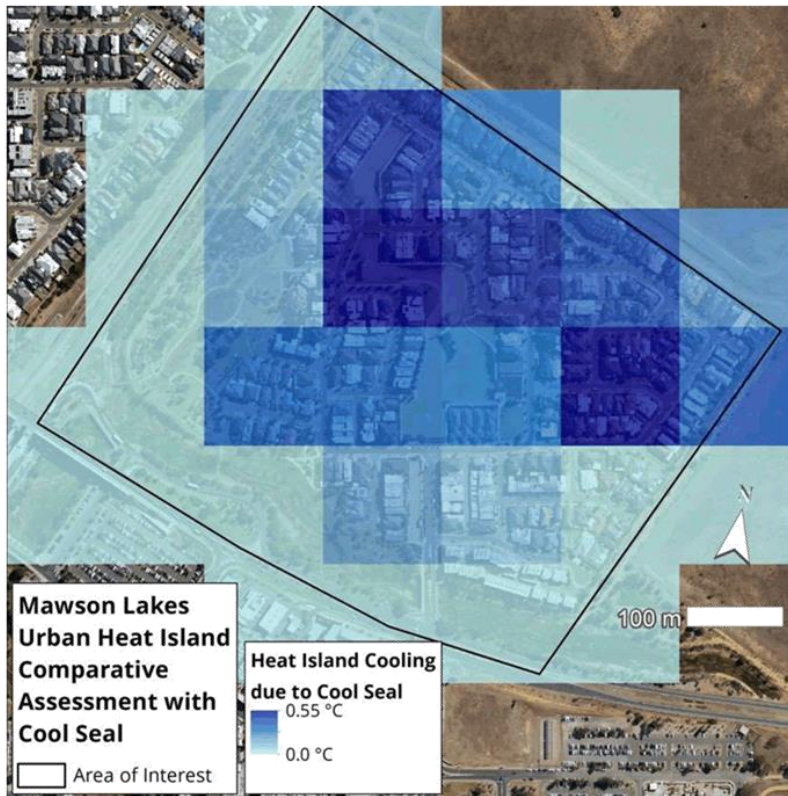 N
100 m
Mawson Lakes
Urban Heat Island
Comparative
Assessment with
Cool Seal
Area of Interest
Heat Island Cooling
due to Cool Seal
0.55 °C
0.0 °C